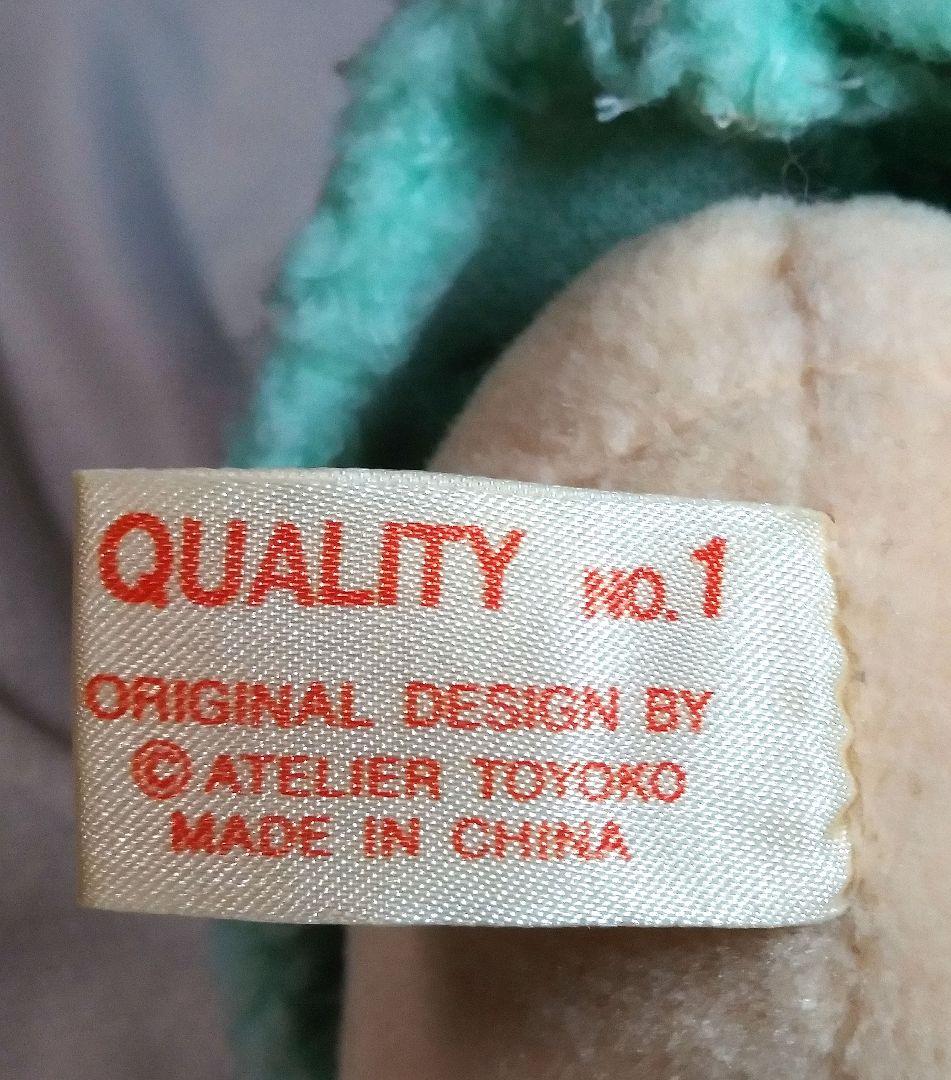 QUALITY NO.1
ORIGINAL DESIGN BY
© ATELIER TOYOKO
MADE IN CHINA